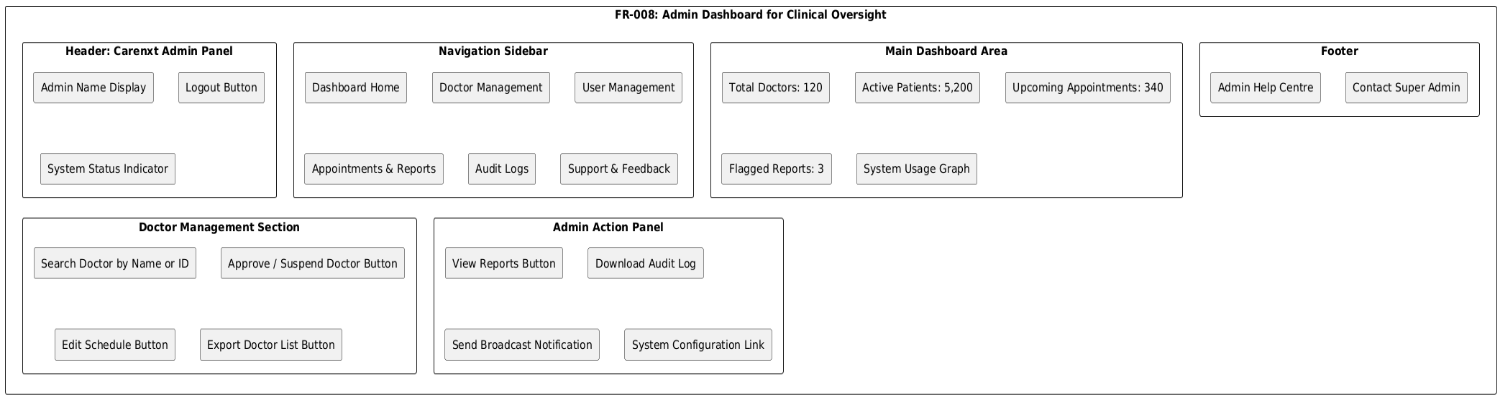 FR-008: Admin Dashboard for Clinical Oversight
Header: Carenxt Admin Panel
Admin Name Display
Logout Button
System Status Indicator
Navigation Sidebar
Dashboard Home
Doctor Management
User Management
Appointments & Reports
Audit Logs
Support & Feedback
Main Dashboard Area
Total Doctors: 120
Active Patients: 5,200
Upcoming Appointments: 340
Flagged Reports: 3
System Usage Graph
Footer
Admin Help Centre
Contact Super Admin
Doctor Management Section
Search Doctor by Name or ID
Approve / Suspend Doctor Button
Edit Schedule Button
Export Doctor List Button
Admin Action Panel
View Reports Button
Download Audit Log
Send Broadcast Notification
System Configuration Link